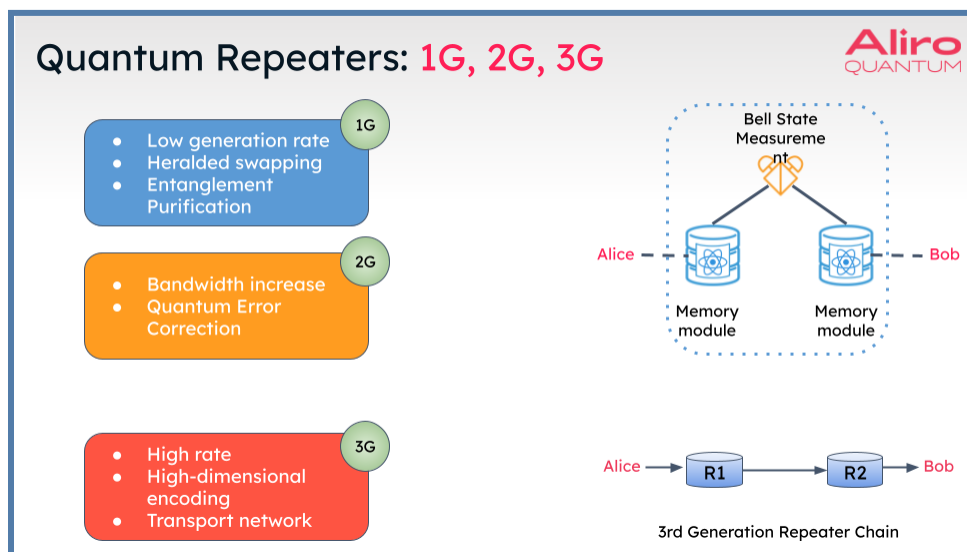 Quantum Repeaters: 1G, 2G, 3G
Aliro
QUANTUM
1G
● Low generation rate
● Heralded swapping
● Entanglement
Purification
2G
● Bandwidth increase
● Quantum Error
Correction
3G
● High rate
● High-dimensional
encoding
● Transport network
Bell State
Measureme
nt
Alice
Bob
Memory
module
Memory
module
Alice
R1
R2
Bob
3rd Generation Repeater Chain